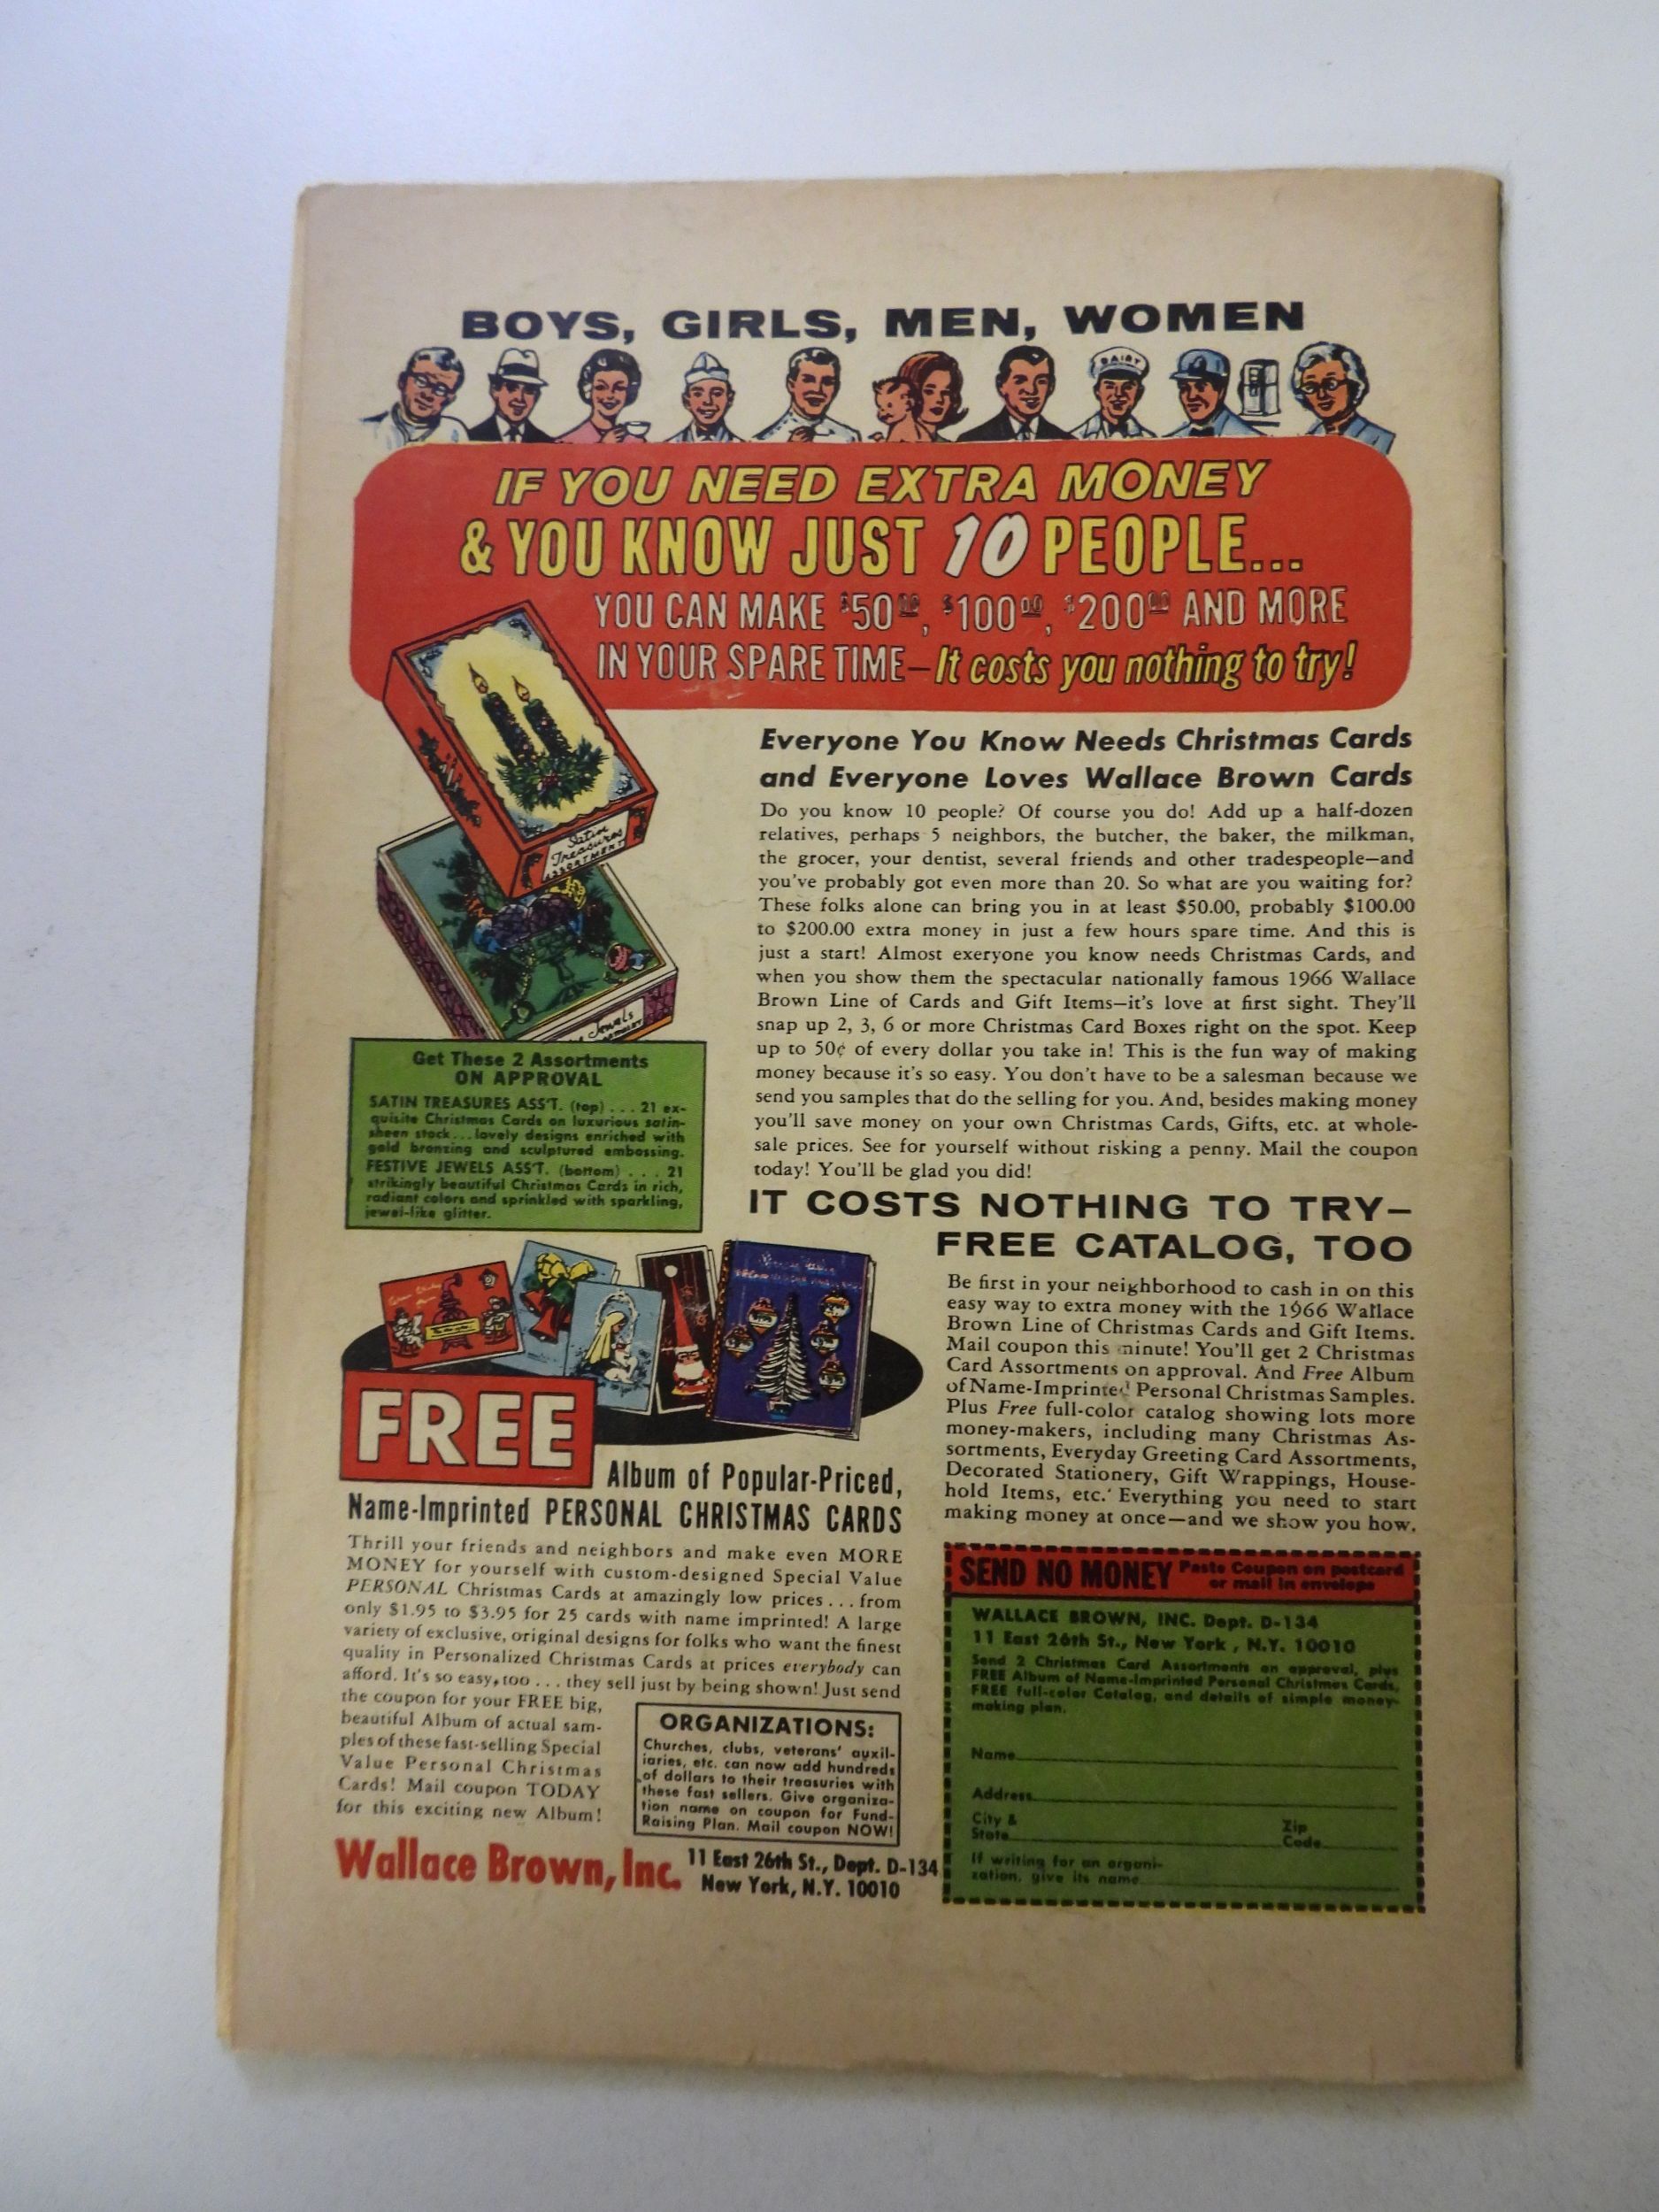 BOYS, GIRLS, MEN, WOMEN
DAIRY
IF YOU NEED EXTRA MONEY
& YOU KNOW JUST 10 PEOPLE...
YOU CAN MAKE $50.00, $100.00, $200.00 AND MORE
IN YOUR SPARE TIME—It costs you nothing to try!
Satin
Treasures
ASSORTMENT
Jewels
Everyone You Know Needs Christmas Cards
and Everyone Loves Wallace Brown Cards
Do you know 10 people? Of course you do! Add up a half-dozen
relatives, perhaps 5 neighbors, the butcher, the baker, the milkman,
the grocer, your dentist, several friends and other tradespeople—and
you've probably got even more than 20. So what are you waiting for?
These folks alone can bring you in at least $50.00, probably $100.00
to $200.00 extra money in just a few hours spare time. And this is
just a start! Almost exeryone you know needs Christmas Cards, and
when you show them the spectacular nationally famous 1966 Wallace
Brown Line of Cards and Gift Items—it's love at first sight. They'll
snap up 2, 3, 6 or more Christmas Card Boxes right on the spot. Keep
up to 50¢ of every dollar you take in! This is the fun way of making
money because it's so easy. You don't have to be a salesman because we
send you samples that do the selling for you. And, besides making money
you'll save money on your own Christmas Cards, Gifts, etc. at whole-
sale prices. See for yourself without risking a penny. Mail the coupon
today! You'll be glad you did!
Get These 2 Assortments
ON APPROVAL
SATIN TREASURES ASS'T. (top) . . . 21 ex-
quisite Christmas Cards on luxurious satin-
sheen stock...lovely designs enriched with
gold bronzing and sculptured embossing.
FESTIVE JEWELS ASS'T. (bottom) . . . 21
strikingly beautiful Christmas Cards in rich,
radiant colors and sprinkled with sparkling,
jewel-like glitter.
IT COSTS NOTHING TO TRY—
FREE CATALOG, TOO
Be first in your neighborhood to cash in on this
easy way to extra money with the 1966 Wallace
Brown Line of Christmas Cards and Gift Items.
Mail coupon this minute! You'll get 2 Christmas
Card Assortments on approval. And Free Album
of Name-Imprinted Personal Christmas Samples.
Plus Free full-color catalog showing lots more
money-makers, including many Christmas As-
sortments, Everyday Greeting Card Assortments,
Decorated Stationery, Gift Wrappings, House-
hold Items, etc. Everything you need to start
making money at once—and we show you how.
FREE
Album of Popular-Priced,
Name-Imprinted PERSONAL CHRISTMAS CARDS
Thrill your friends and neighbors and make even MORE
MONEY for yourself with custom-designed Special Value
PERSONAL Christmas Cards at amazingly low prices . . . from
only $1.95 to $3.95 for 25 cards with name imprinted! A large
variety of exclusive, original designs for folks who want the finest
quality in Personalized Christmas Cards at prices everybody can
afford. It's so easy, too . . . they sell just by being shown! Just send
the coupon for your FREE big,
beautiful Album of actual sam-
ples of these fast-selling Special
Value Personal Christmas
Cards! Mail coupon TODAY
for this exciting new Album!
ORGANIZATIONS:
Churches, clubs, veterans' auxil-
iaries, etc. can now add hundreds
of dollars to their treasuries with
these fast sellers. Give organiza-
tion name on coupon for Fund-
Raising Plan. Mail coupon NOW!
Wallace Brown, Inc. 11 East 26th St., Dept. D-134
New York, N.Y. 10010
SEND NO MONEY Paste Coupon on postcard
or mail in envelope
WALLACE BROWN, INC. Dept. D-134
11 East 26th St., New York , N.Y. 10010
Send 2 Christmas Card Assortments on approval, plus
FREE Album of Name-Imprinted Personal Christmas Cards,
FREE full-color Catalog, and details of simple money-
making plan.
Name
Address
City &
State
Zip
Code
If writing for an organi-
zation, give its name